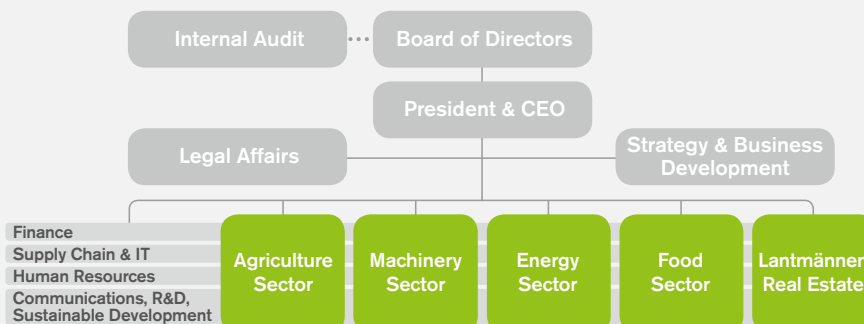 Internal Audit
Board of Directors
President & CEO
Legal Affairs
Strategy & Business
Development
Finance
Supply Chain & IT
Human Resources
Communications, R&D,
Sustainable Development
Agriculture
Sector
Machinery
Sector
Energy
Sector
Food
Sector
Lantmännen
Real Estate